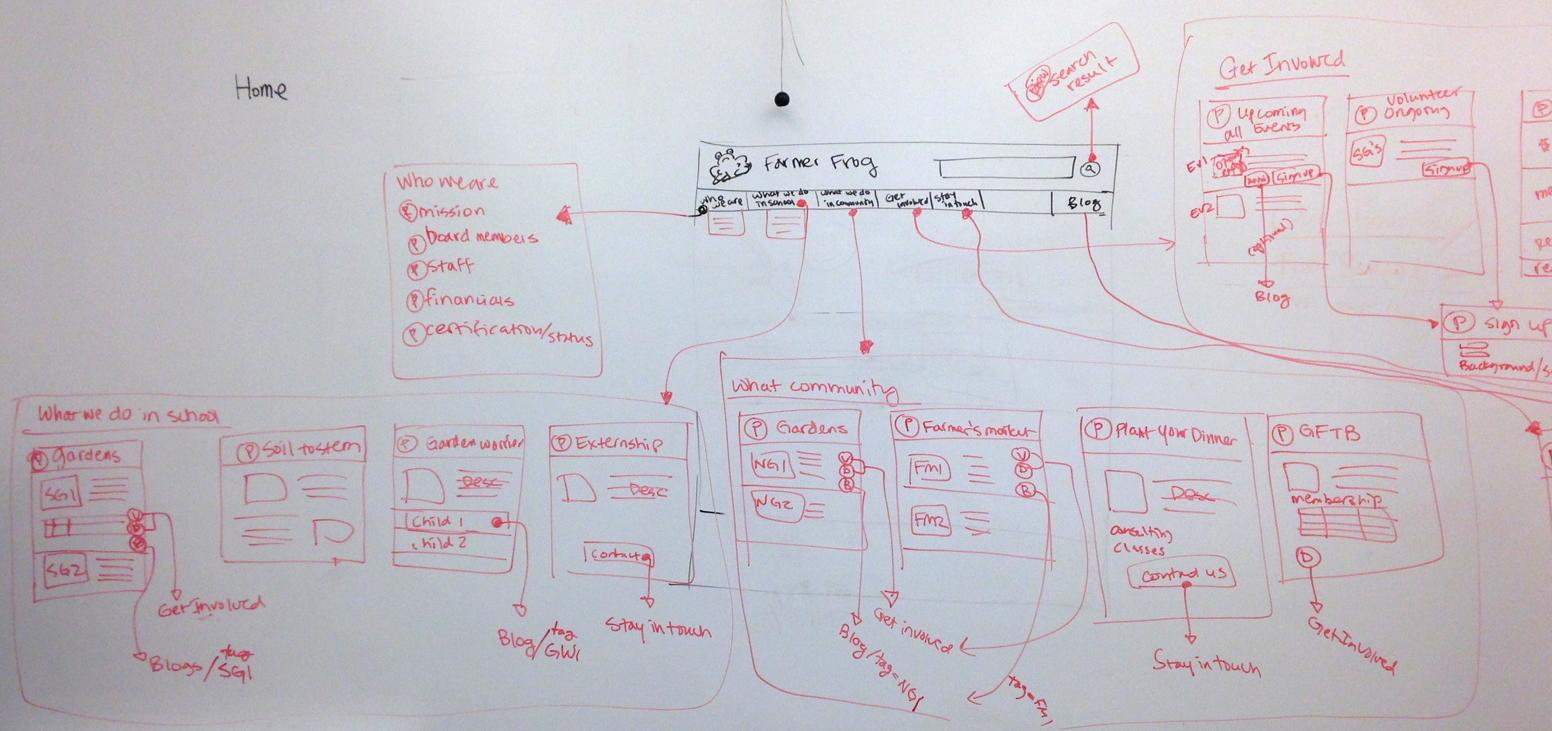 Home
Search
result
Farmer Frog
a
who
we are
what we do
in school
what we do
in community
Get
involved
stay
in touch
Blog
Who we are
P mission
P board members
P staff
P financials
P certification/status
Get Involved
P Upcoming
all Events
Ev1
Signup
Ev2
(optional)
Blog
P Volunteer
Ongoing
SG's
Signup
P
P Sign up
Background/s
What we do in school
P gardens
SG1
V
D
B
SG2
Get Involved
Blogs/tag
SG1
P Soil to stem
P Garden worker
Desc
Child 1
child 2
Blog/tag
GW1
P Externship
Desc
Contact
Stay in touch
What community
P Gardens
NG1
V
D
B
NG2
Get involved
Blog/tag=NG1
P Farmer's market
FM1
V
D
B
FM2
tag=FM1
P Plant Your Dinner
Desc
consulting
classes
Contact us
Stay in touch
P GFTB
membership
D
Get Involved